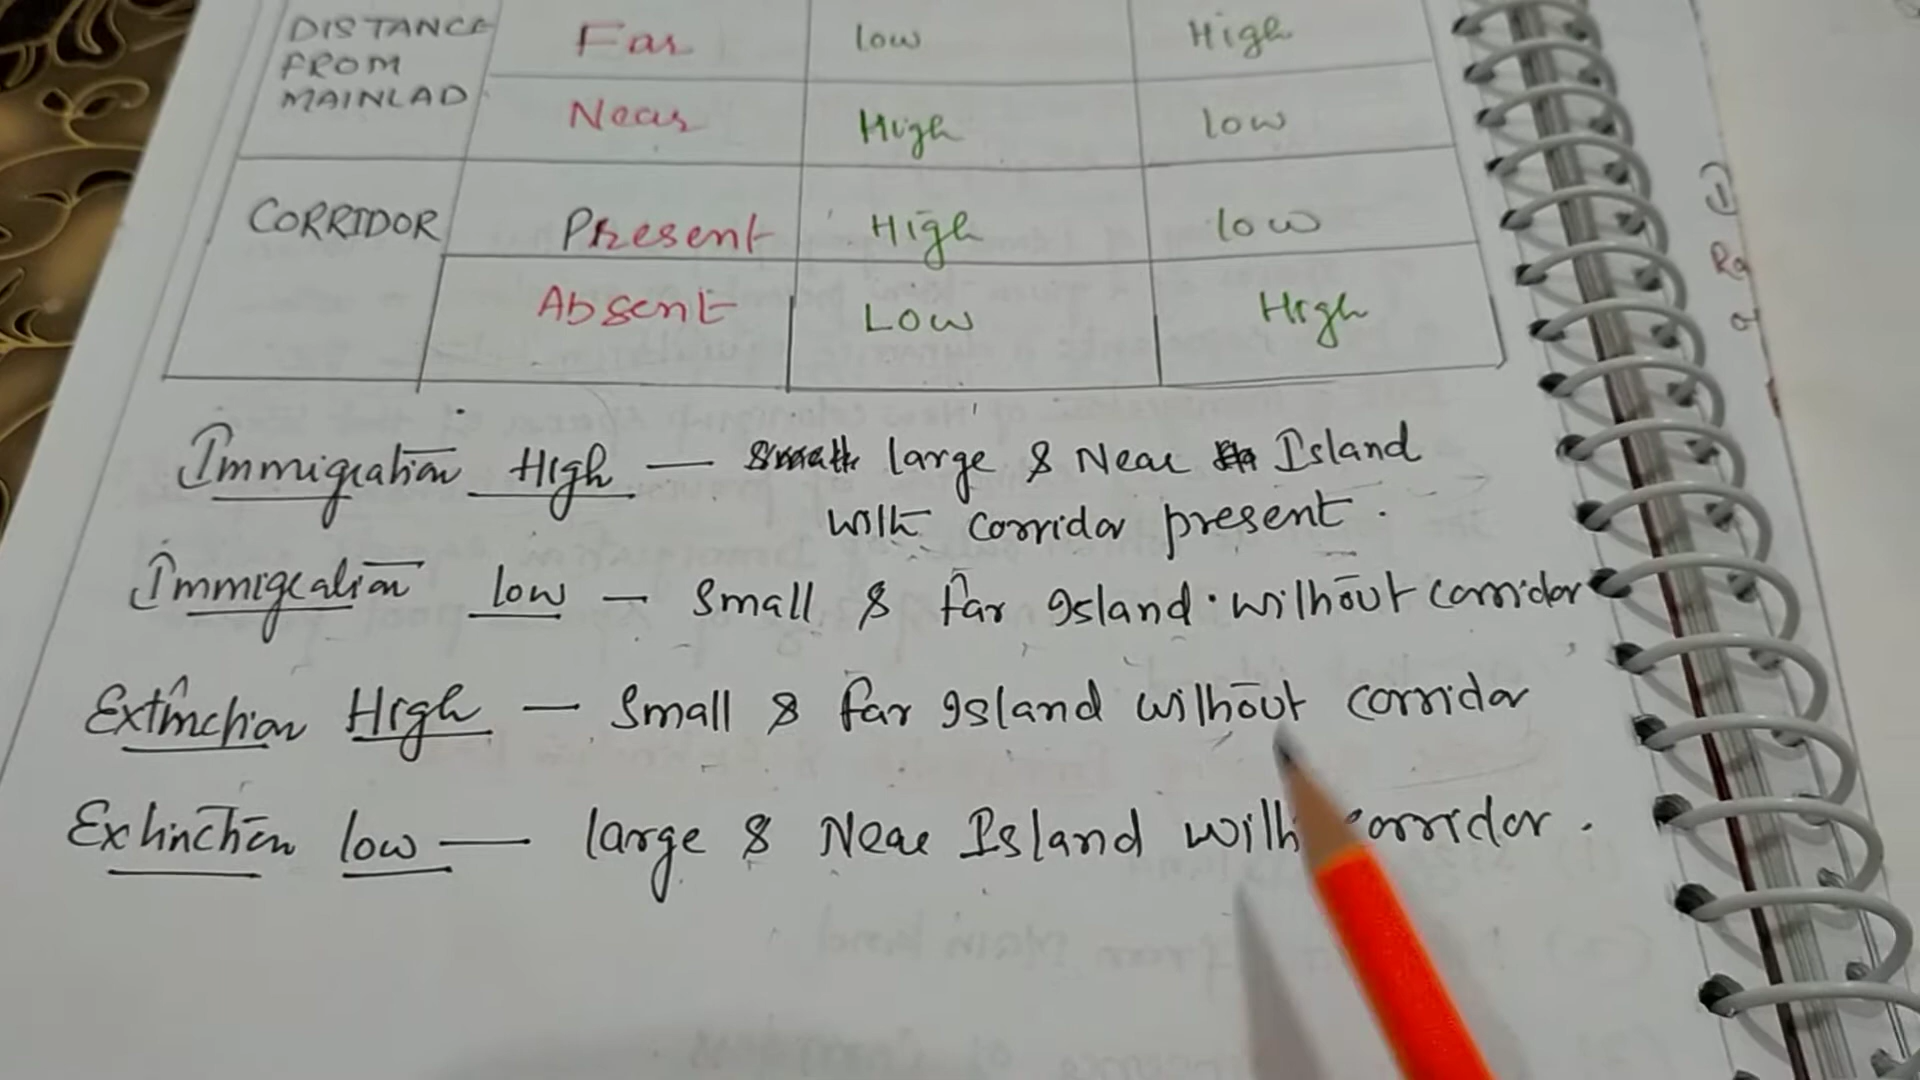 DISTANCE FROM MAINLAD Far low High
Near High low
CORRIDOR Present High low
Absent Low High
Immigration High — large & Near Island
with corridor present.
Immigration low — Small & far Island without corridor
Extinction High — Small & far Island without corridor
Extinction low — large & Near Island with corridor.